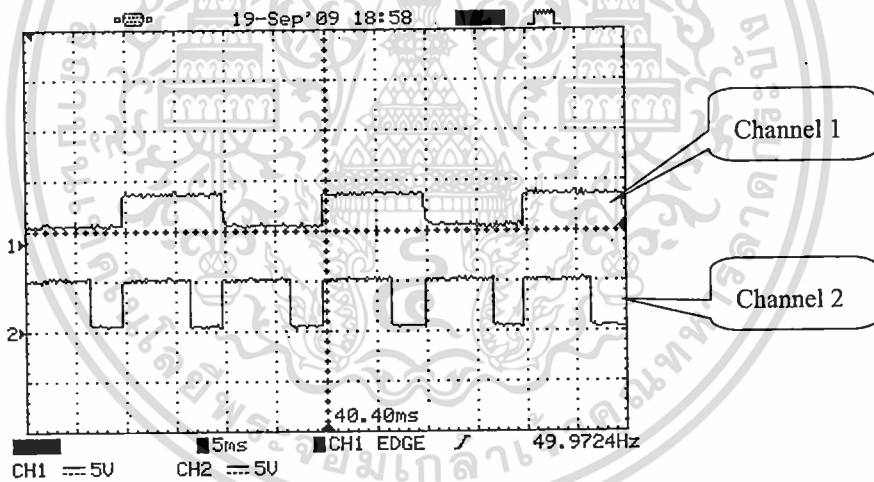 19-Sep'09 18:58
Channel 1
1
Channel 2
2
40.40ms
5ms CH1 EDGE 49.9724Hz
CH1 5V CH2 5V